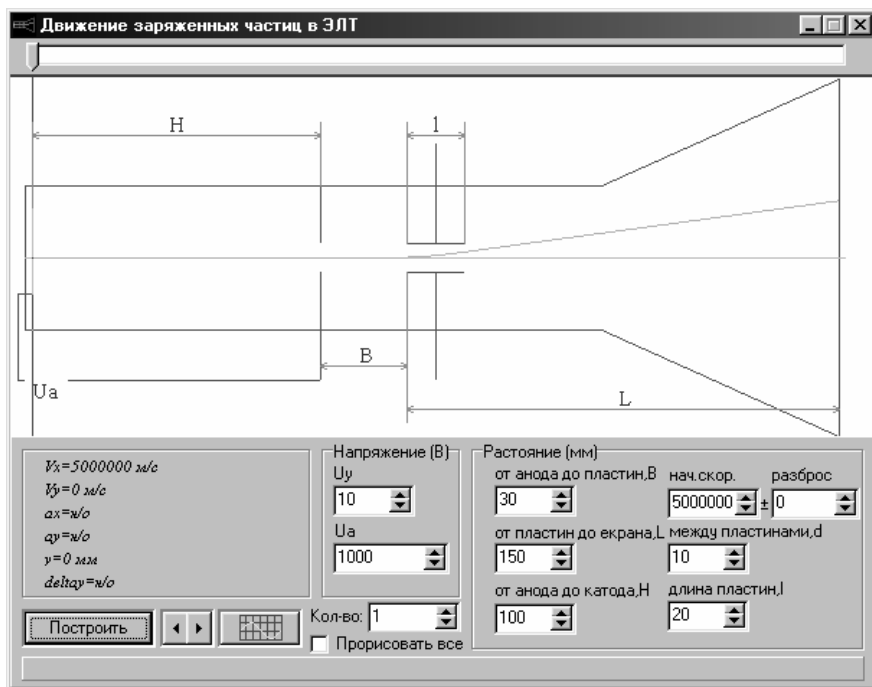 Движение заряженных частиц в ЭЛТ
H
l
B
Ua
L
Vx=5000000 м/с
Vy=0 м/с
ax=н/о
ay=н/о
y=0 мм
deltay=н/о
Построить
Напряжение (В)
Uy
10
Ua
1000
Кол-во: 1
Прорисовать все
Растояние (мм)
от анода до пластин,B
30
нач.скор.
разброс
5000000 ± 0
от пластин до екрана,L
150
между пластинами,d
10
от анода до катода,H
100
длина пластин,l
20